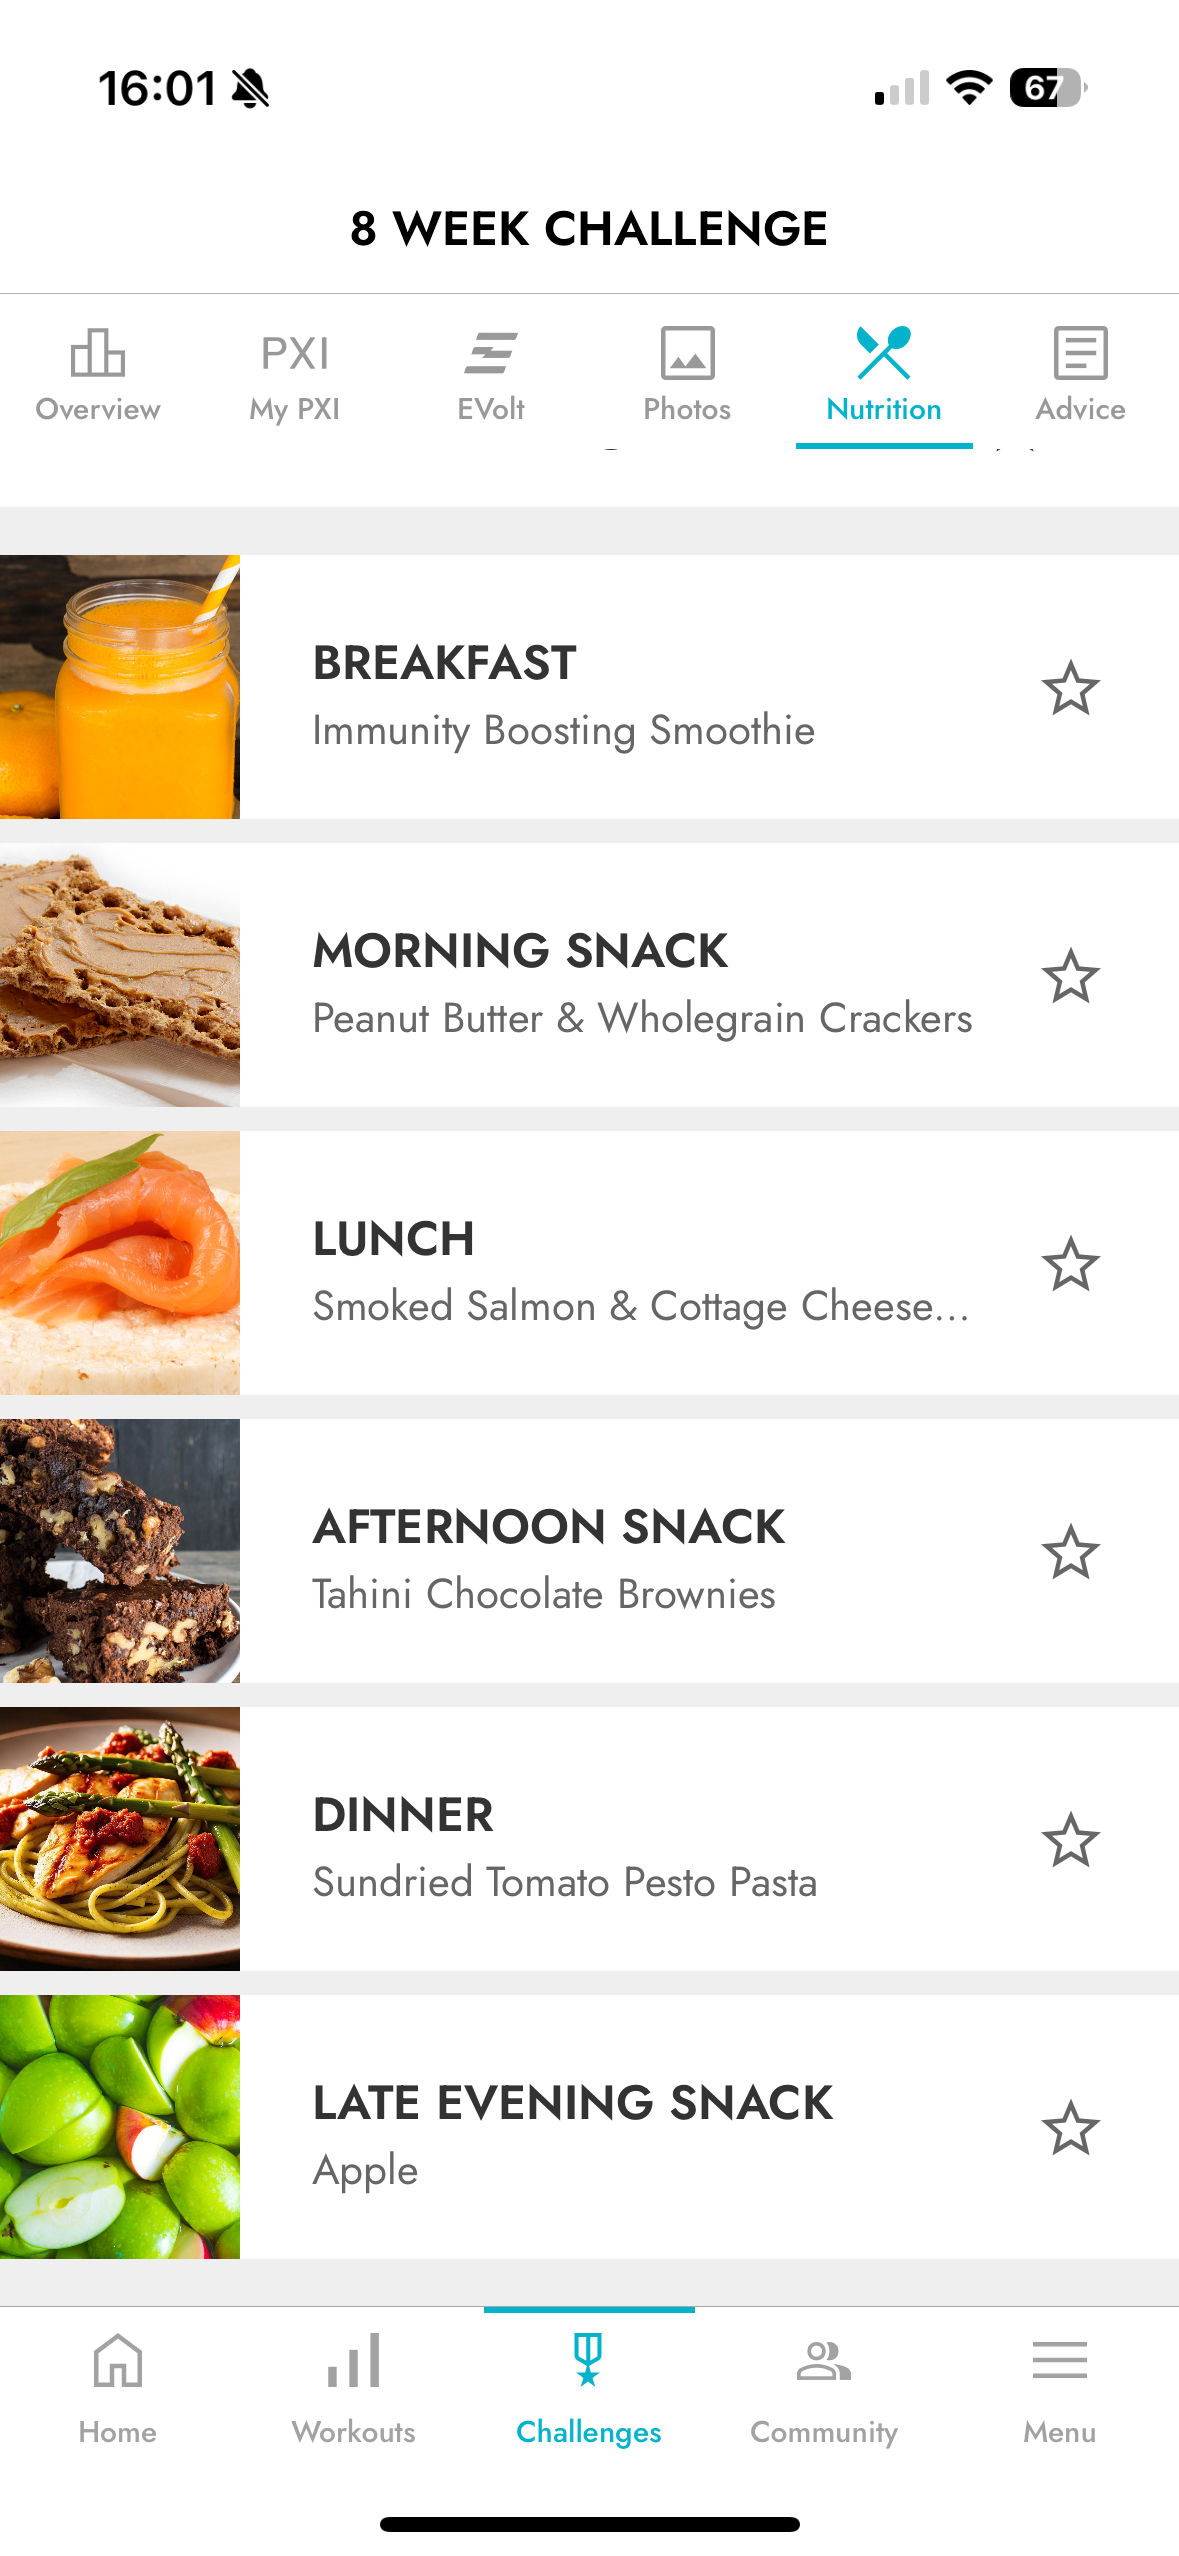 16:01
67
8 WEEK CHALLENGE
PXI
Overview
My PXI
EVolt
Photos
Nutrition
Advice
BREAKFAST
Immunity Boosting Smoothie
MORNING SNACK
Peanut Butter & Wholegrain Crackers
LUNCH
Smoked Salmon & Cottage Cheese...
AFTERNOON SNACK
Tahini Chocolate Brownies
DINNER
Sundried Tomato Pesto Pasta
LATE EVENING SNACK
Apple
Home
Workouts
Challenges
Community
Menu